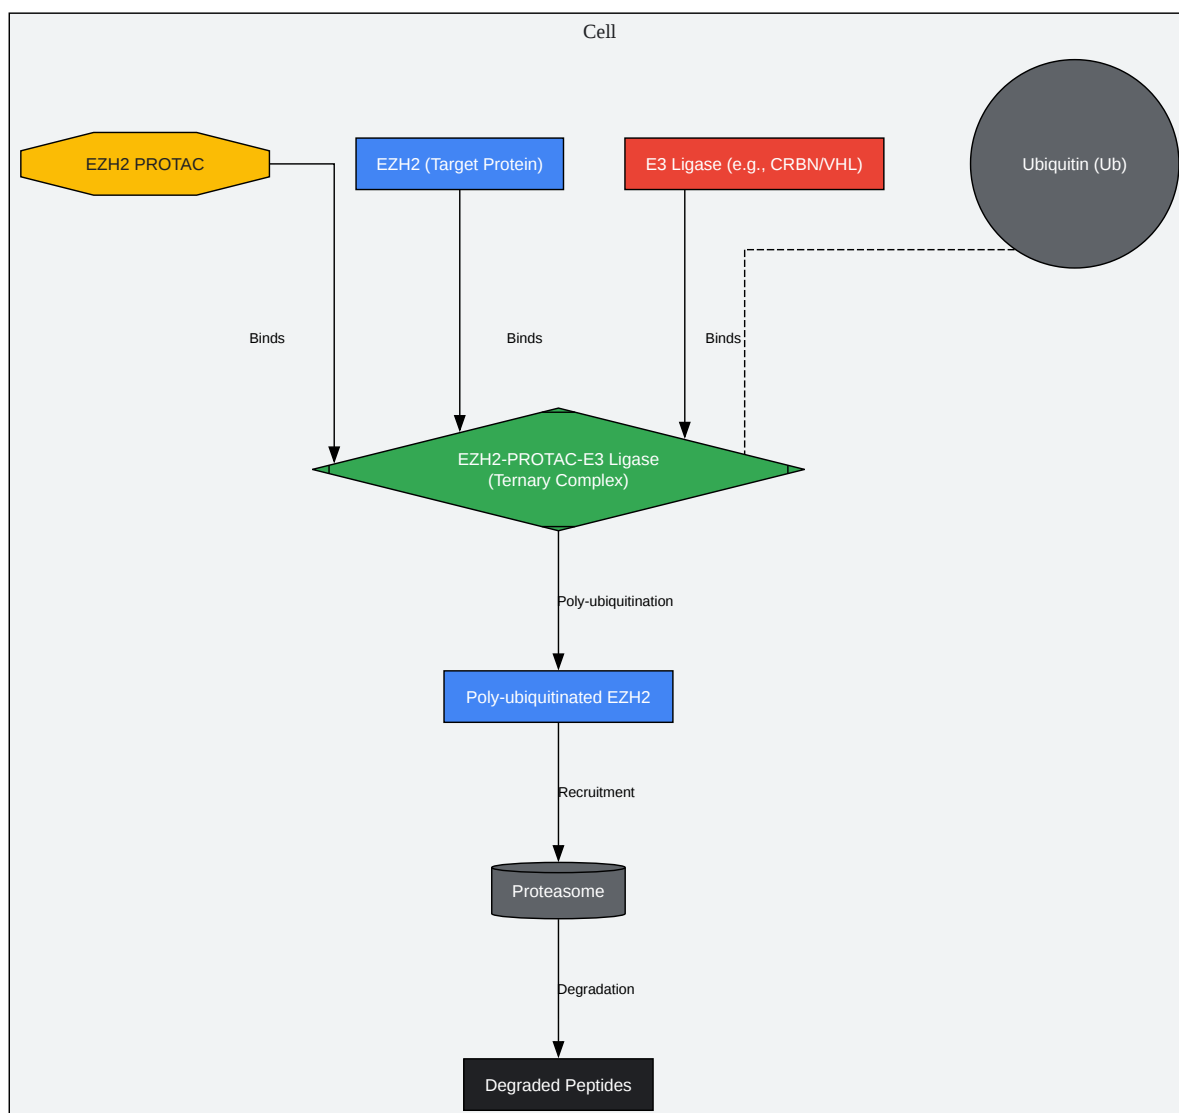 Cell
EZH2 PROTAC
EZH2 (Target Protein)
E3 Ligase (e.g., CRBN/VHL)
Ubiquitin (Ub)
Binds
Binds
Binds
EZH2-PROTAC-E3 Ligase
(Ternary Complex)
Poly-ubiquitination
Poly-ubiquitinated EZH2
Recruitment
Proteasome
Degradation
Degraded Peptides